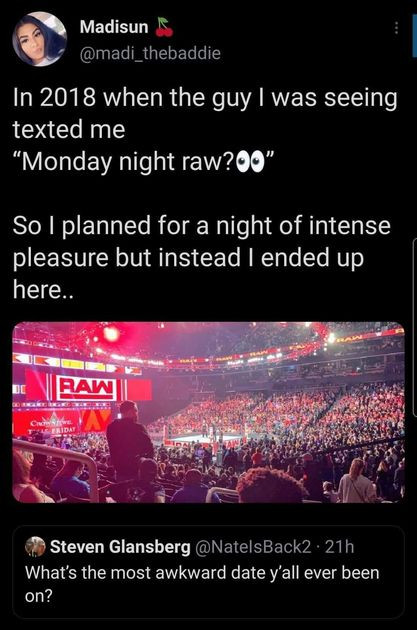 Madisun 🍒
@madi_thebaddie
In 2018 when the guy I was seeing
texted me
“Monday night raw?👀”
So I planned for a night of intense
pleasure but instead I ended up
here..
RAW
RAW
Steven Glansberg @NatelsBack2 · 21h
What's the most awkward date y'all ever been
on?